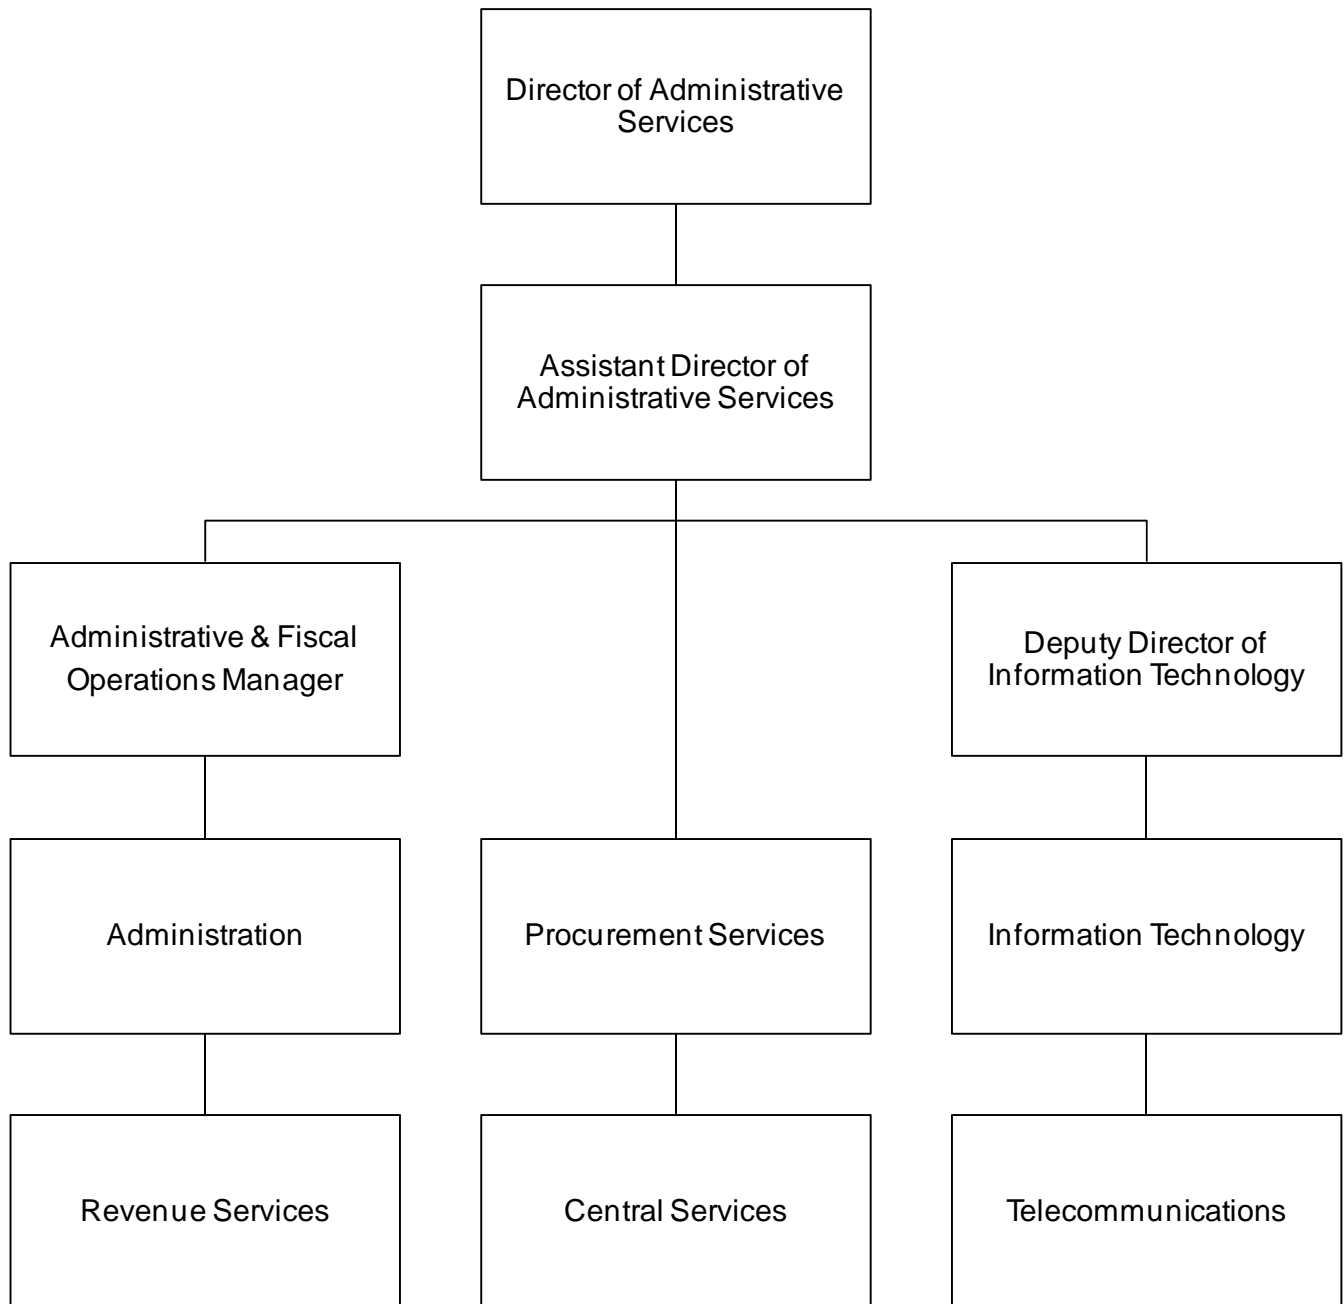 Director of Administrative
Services
Assistant Director of
Administrative Services
Administrative & Fiscal
Operations Manager
Deputy Director of
Information Technology
Administration
Procurement Services
Information Technology
Revenue Services
Central Services
Telecommunications